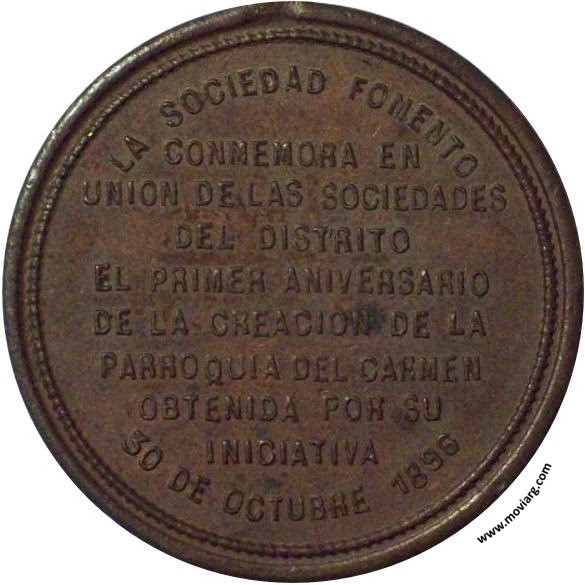 LA SOCIEDAD FOMENTO
CONMEMORA EN
UNION DE LAS SOCIEDADES
DEL DISTRITO
EL PRIMER ANIVERSARIO
DE LA CREACION DE LA
PARROQUIA DEL CARMEN
OBTENIDA POR SU
INICIATIVA
30 DE OCTUBRE 1896
www.moviarg.com